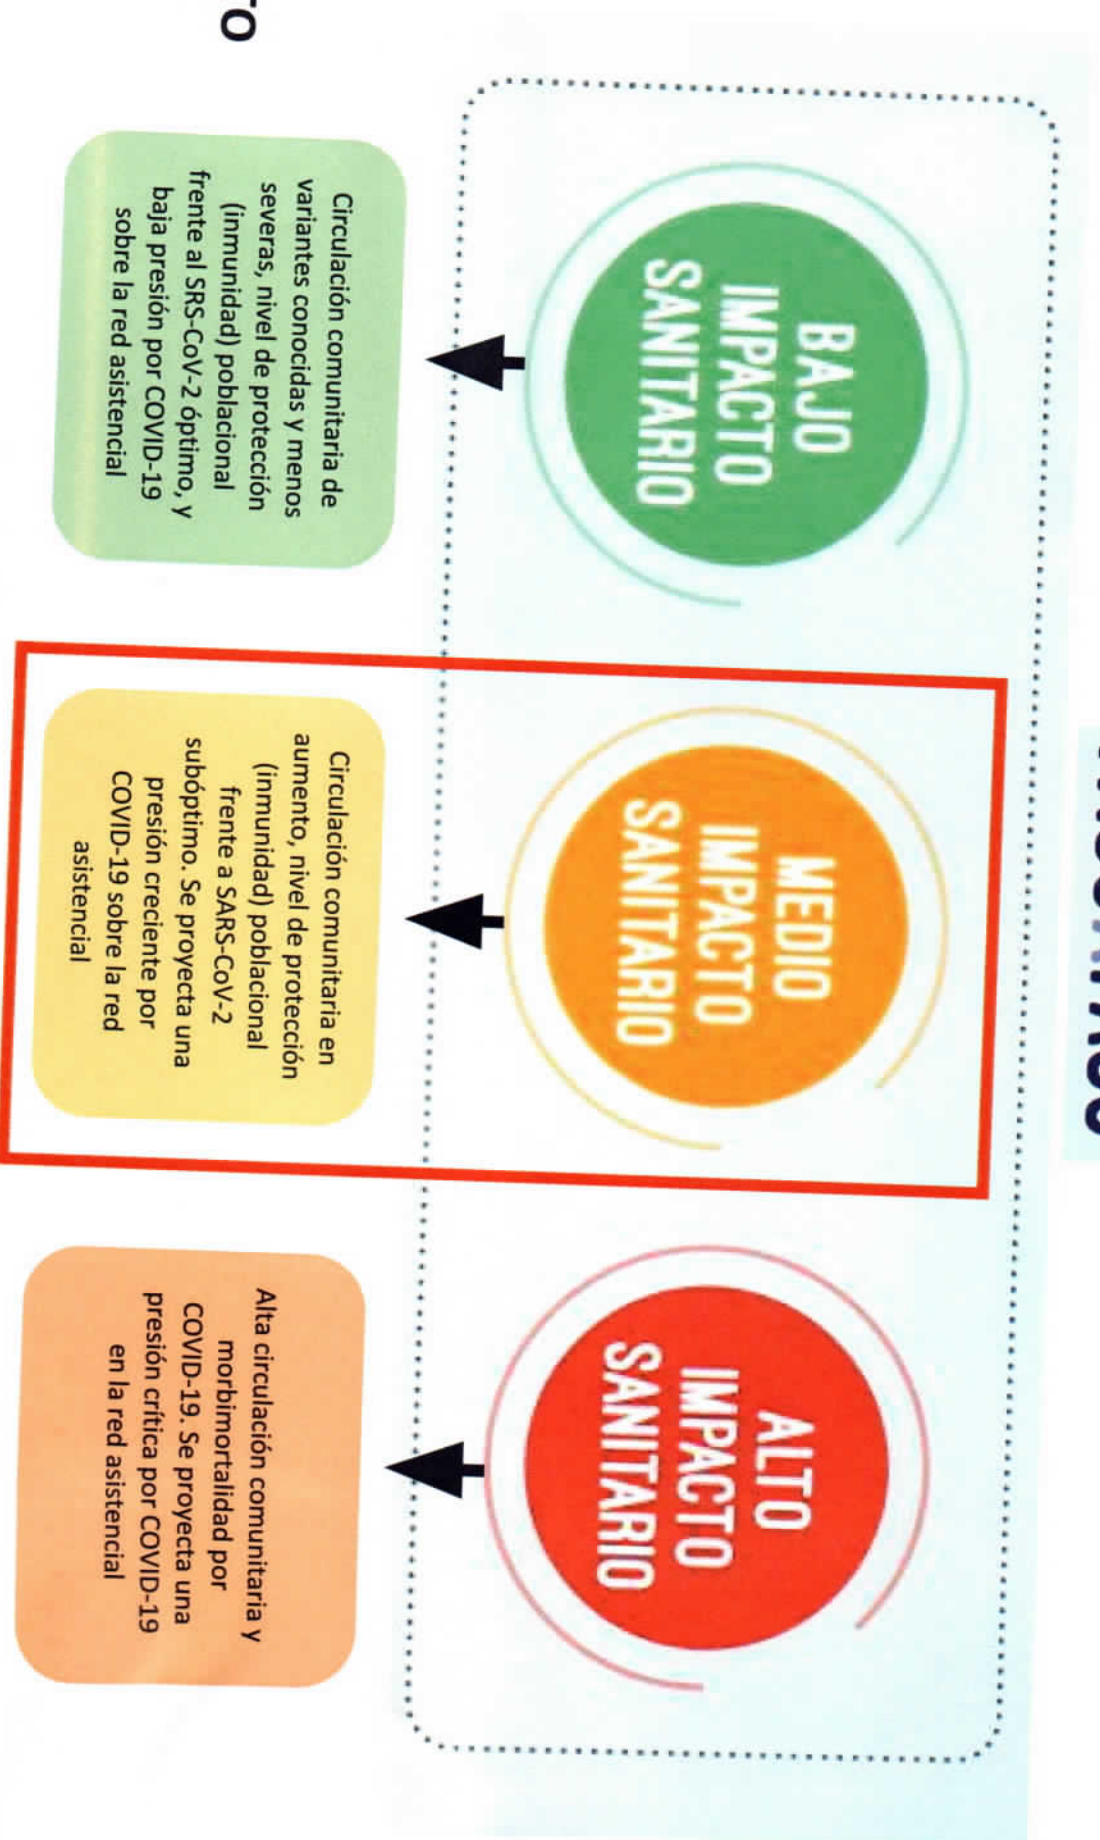 BAJO
IMPACTO
SANITARIO
MEDIO
IMPACTO
SANITARIO
ALTO
IMPACTO
SANITARIO
Circulación comunitaria de
variantes conocidas y menos
severas, nivel de protección
(inmunidad) poblacional
frente al SRS-CoV-2 óptimo, y
baja presión por COVID-19
sobre la red asistencial
Circulación comunitaria en
aumento, nivel de protección
(inmunidad) poblacional
frente a SARS-CoV-2
subóptimo. Se proyecta una
presión creciente por
COVID-19 sobre la red
asistencial
Alta circulación comunitaria y
morbimortalidad por
COVID-19. Se proyecta una
presión crítica por COVID-19
en la red asistencial